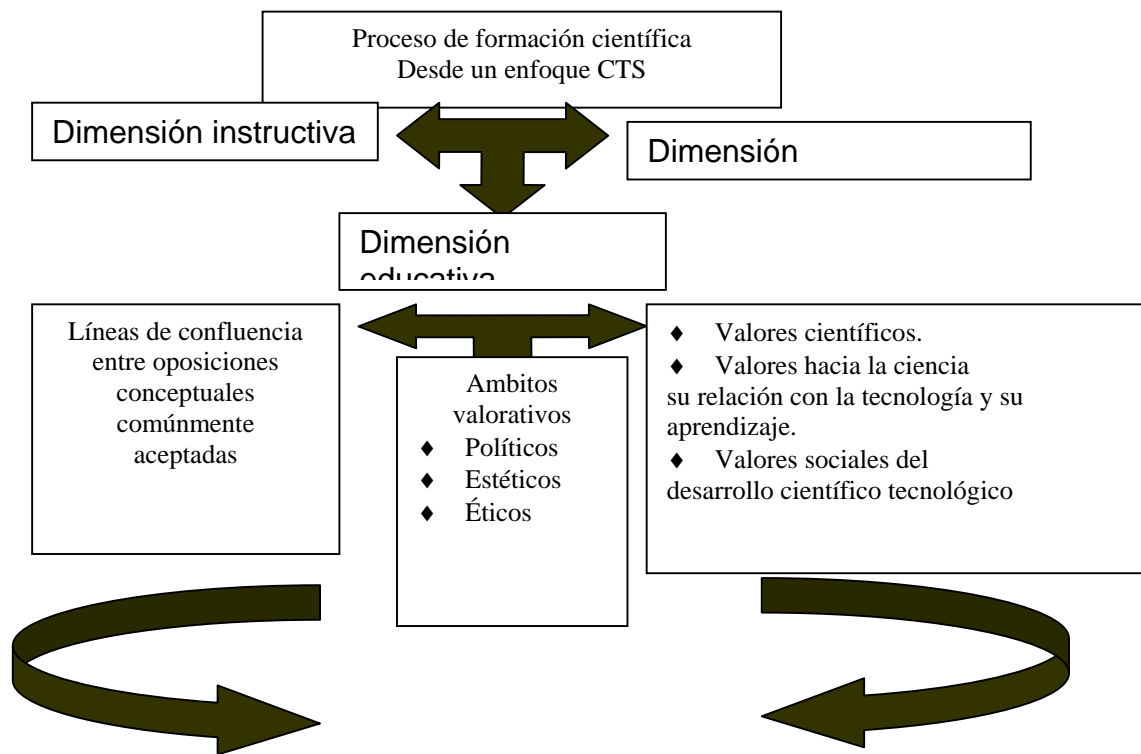 Proceso de formación científica
Desde un enfoque CTS
Dimensión instructiva
Dimensión
Dimensión
educativa
Líneas de confluencia
entre oposiciones
conceptuales
comúnmente
aceptadas
Ambitos
valorativos
♦ Políticos
♦ Estéticos
♦ Éticos
♦ Valores científicos.
♦ Valores hacia la ciencia
su relación con la tecnología y su
aprendizaje.
♦ Valores sociales del
desarrollo científico tecnológico